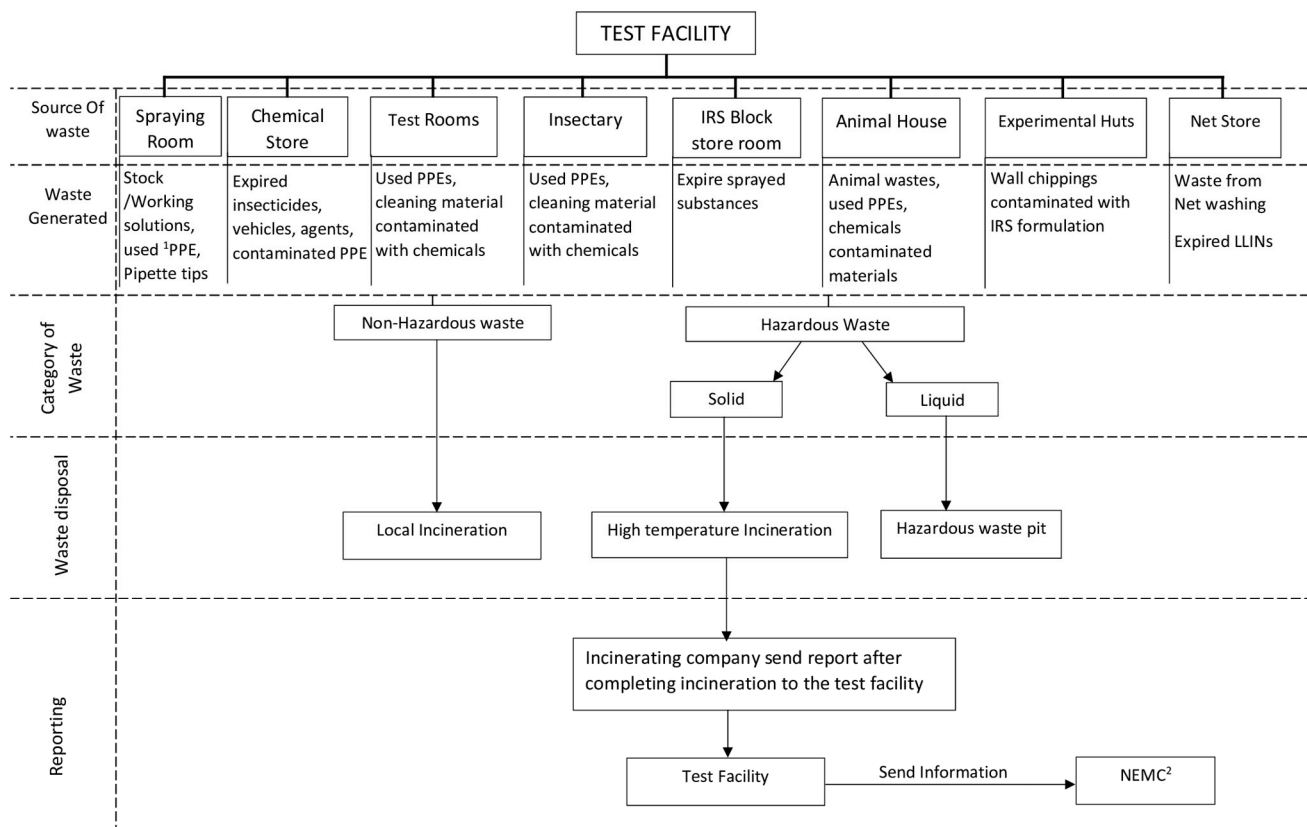 TEST FACILITY
Source Of
waste
Spraying
Room
Chemical
Store
Test Rooms
Insectary
IRS Block
store room
Animal House
Experimental Huts
Net Store
Waste
Generated
Stock
/Working
solutions,
used ¹PPE,
Pipette tips
Expired
insecticides,
vehicles, agents,
contaminated PPE
Used PPEs,
cleaning material
contaminated
with chemicals
Used PPEs,
cleaning material
contaminated
with chemicals
Expire sprayed
substances
Animal wastes,
used PPEs,
chemicals
contaminated
materials
Wall chippings
contaminated with
IRS formulation
Waste from
Net washing
Expired LLINs
Category of
Waste
Non-Hazardous waste
Hazardous Waste
Solid
Liquid
Waste disposal
Local Incineration
High temperature Incineration
Hazardous waste pit
Reporting
Incinerating company send report after
completing incineration to the test facility
Test Facility
Send Information
NEMC²